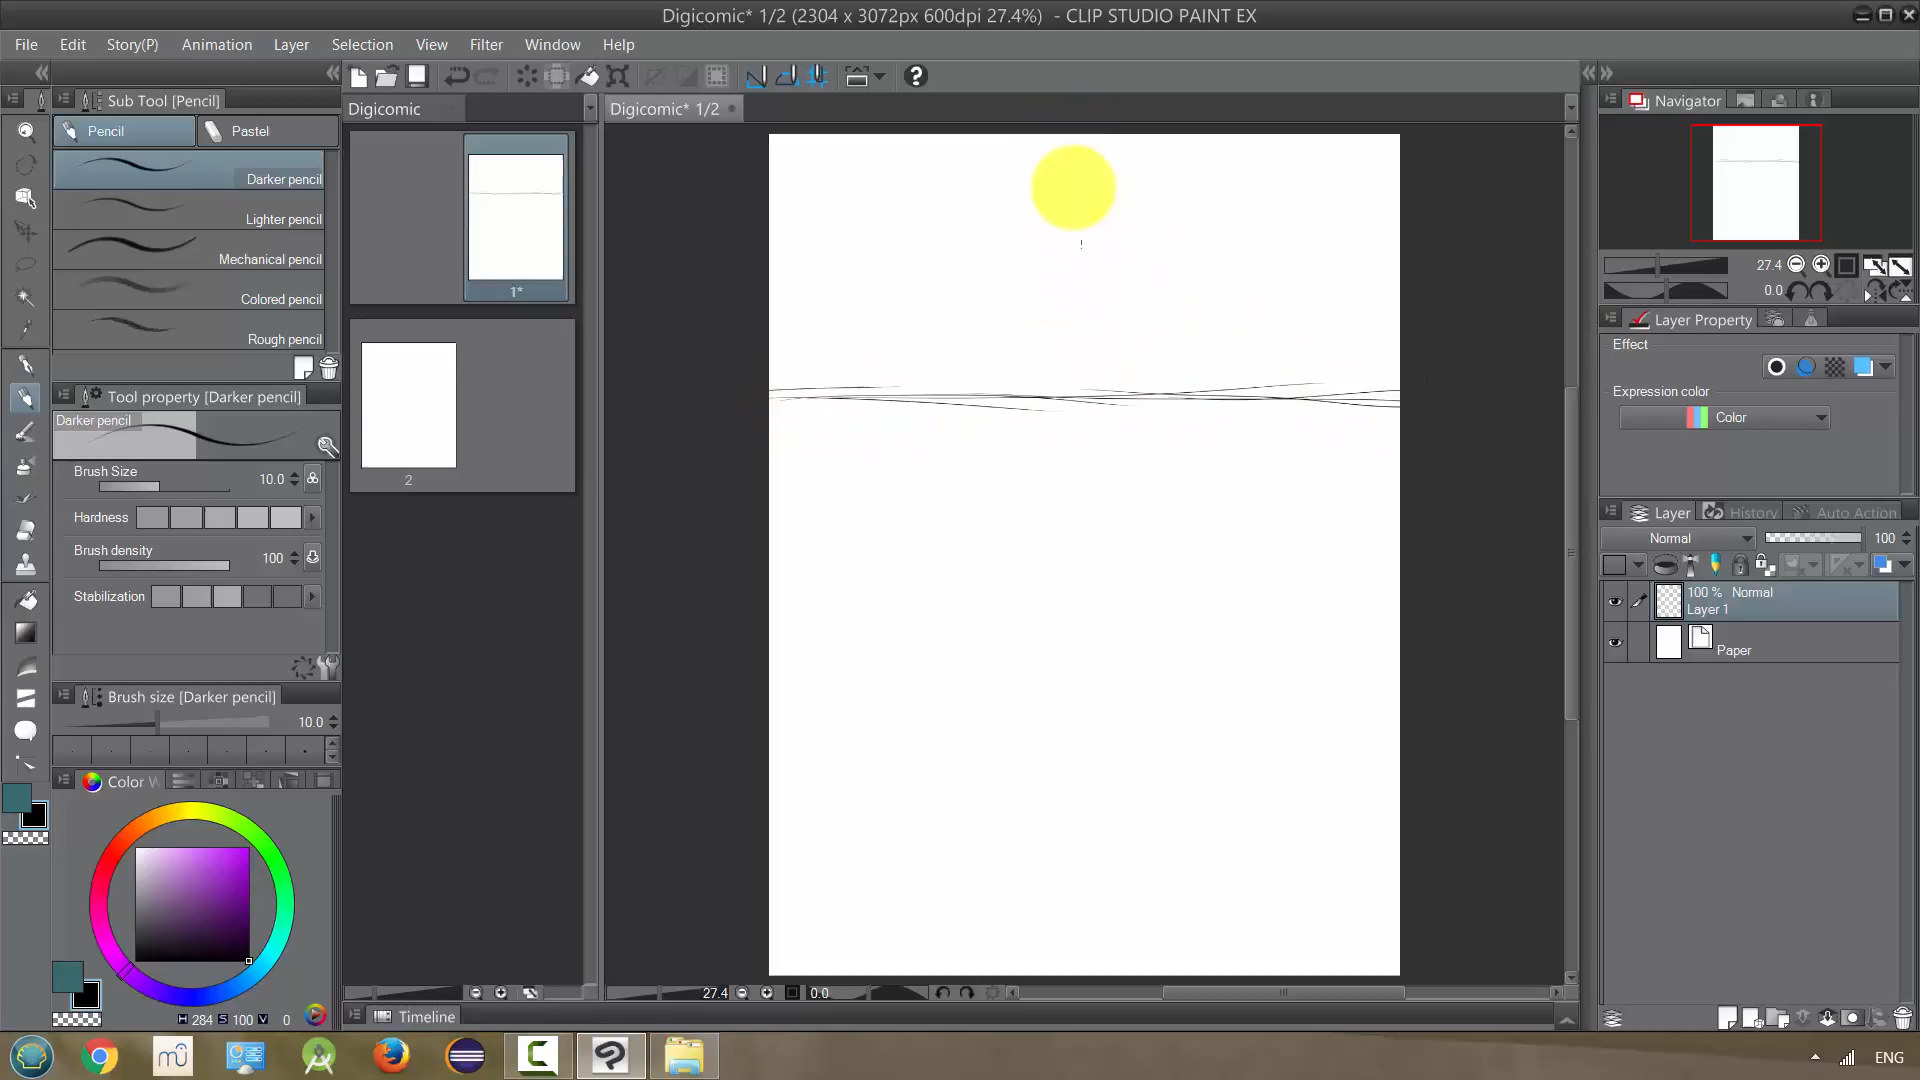 Digicomic* 1/2 (2304 x 3072px 600dpi 27.4%) - CLIP STUDIO PAINT EX
File Edit Story(P) Animation Layer Selection View Filter Window Help
Sub Tool [Pencil]
Pencil Pastel
Darker pencil
Lighter pencil
Mechanical pencil
Colored pencil
Rough pencil
Tool property [Darker pencil]
Darker pencil
Brush Size 10.0
Hardness
Brush density 100
Stabilization
Brush size [Darker pencil]
10.0
Color W
H 284 S 100 V 0
Digicomic
1*
2
Digicomic* 1/2
27.4 0.0
Timeline
Navigator
27.4
0.0
Layer Property
Effect
Expression color
Color
Layer History Auto Action
Normal 100
100 % Normal
Layer 1
Paper
ENG